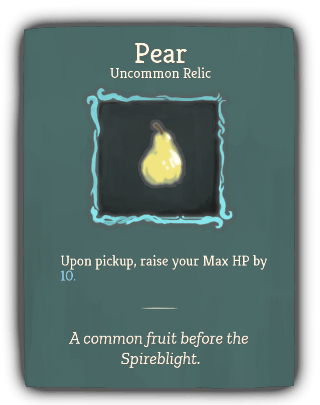 Pear
Uncommon Relic
Upon pickup, raise your Max HP by
10.
A common fruit before the
Spireblight.